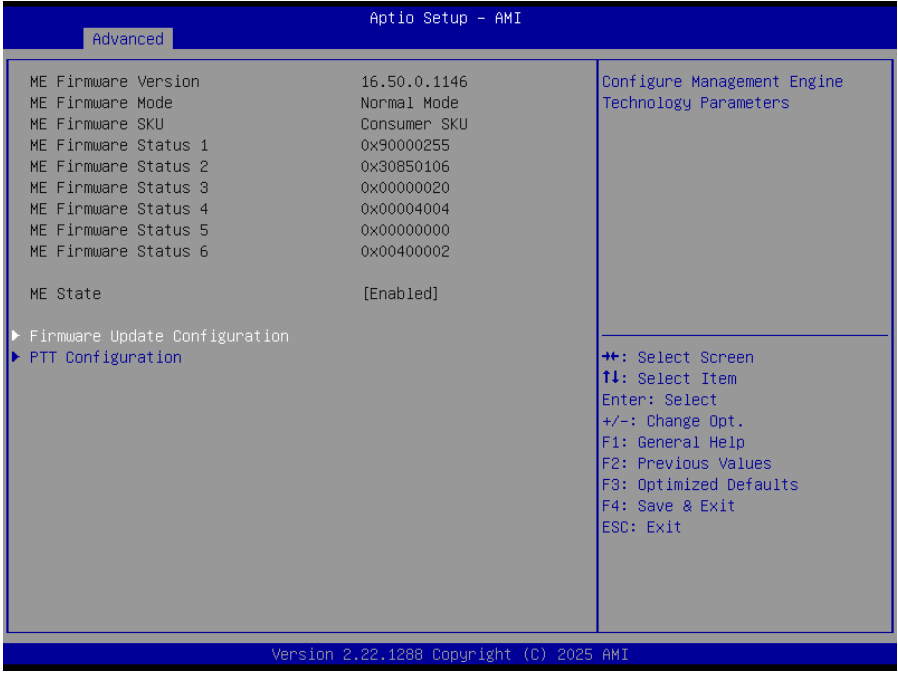 Aptio Setup – AMI
Advanced
ME Firmware Version 16.50.0.1146
ME Firmware Mode Normal Mode
ME Firmware SKU Consumer SKU
ME Firmware Status 1 0x90000255
ME Firmware Status 2 0x30850106
ME Firmware Status 3 0x00000020
ME Firmware Status 4 0x00004004
ME Firmware Status 5 0x00000000
ME Firmware Status 6 0x00400002
ME State [Enabled]
▶ Firmware Update Configuration
▶ PTT Configuration
Configure Management Engine
Technology Parameters
→←: Select Screen
↑↓: Select Item
Enter: Select
+/-: Change Opt.
F1: General Help
F2: Previous Values
F3: Optimized Defaults
F4: Save & Exit
ESC: Exit
Version 2.22.1288 Copyright (C) 2025 AMI